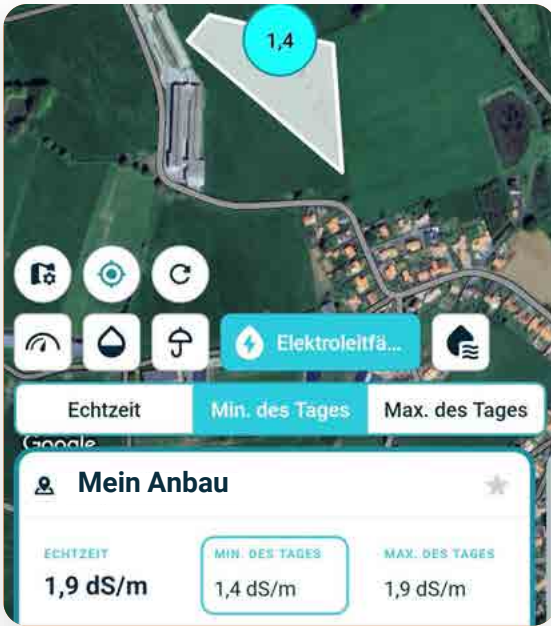 1,4
Elektroleitfä...
Echtzeit
Min. des Tages
Max. des Tages
Google
Mein Anbau
ECHTZEIT
MIN. DES TAGES
MAX. DES TAGES
1,9 dS/m
1,4 dS/m
1,9 dS/m